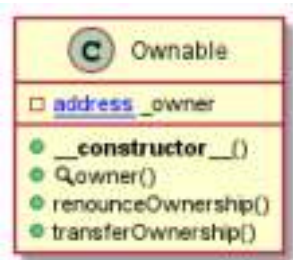 C Ownable
address _owner
__constructor__()
owner()
renounceOwnership()
transferOwnership()